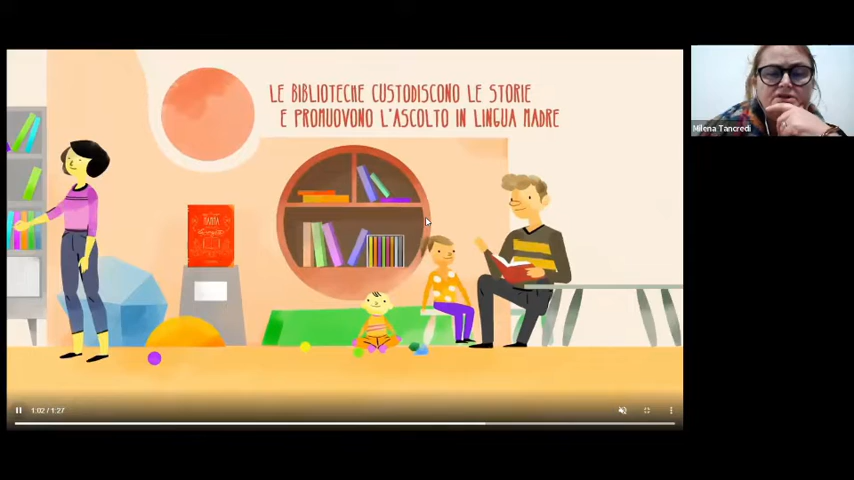 LE BIBLIOTECHE CUSTODISCONO LE STORIE
E PROMUOVONO L'ASCOLTO IN LINGUA MADRE
Milena Tancredi
1:02 / 1:27